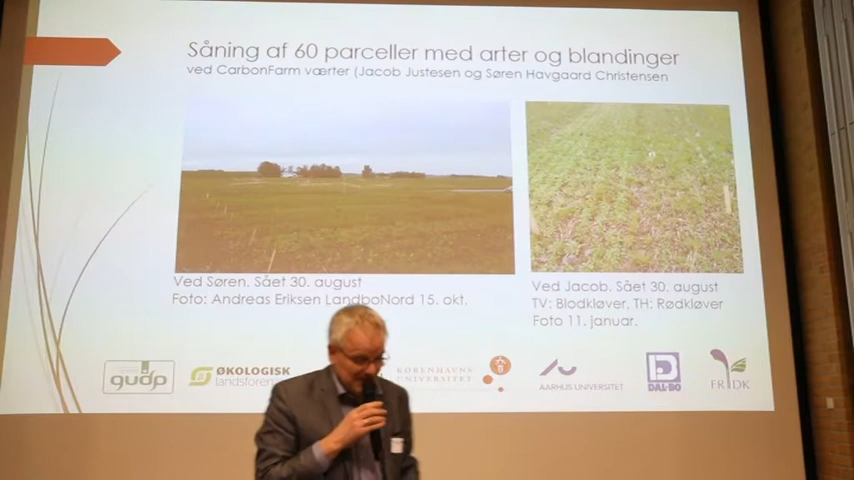 Såning af 60 parceller med arter og blandinger
ved CarbonFarm værter (Jacob Justesen og Søren Havgaard Christensen
Ved Søren. Sået 30. august
Foto: Andreas Eriksen LandboNord 15. okt.
Ved Jacob. Sået 30. august
TV: Blodkløver, TH: Rødkløver
Foto 11. januar.
gudp
ØKOLOGISK
landsforen
KØBENHAVNS
UNIVERSITET
AARHUS UNIVERSITET
DAL-BO
FRDK